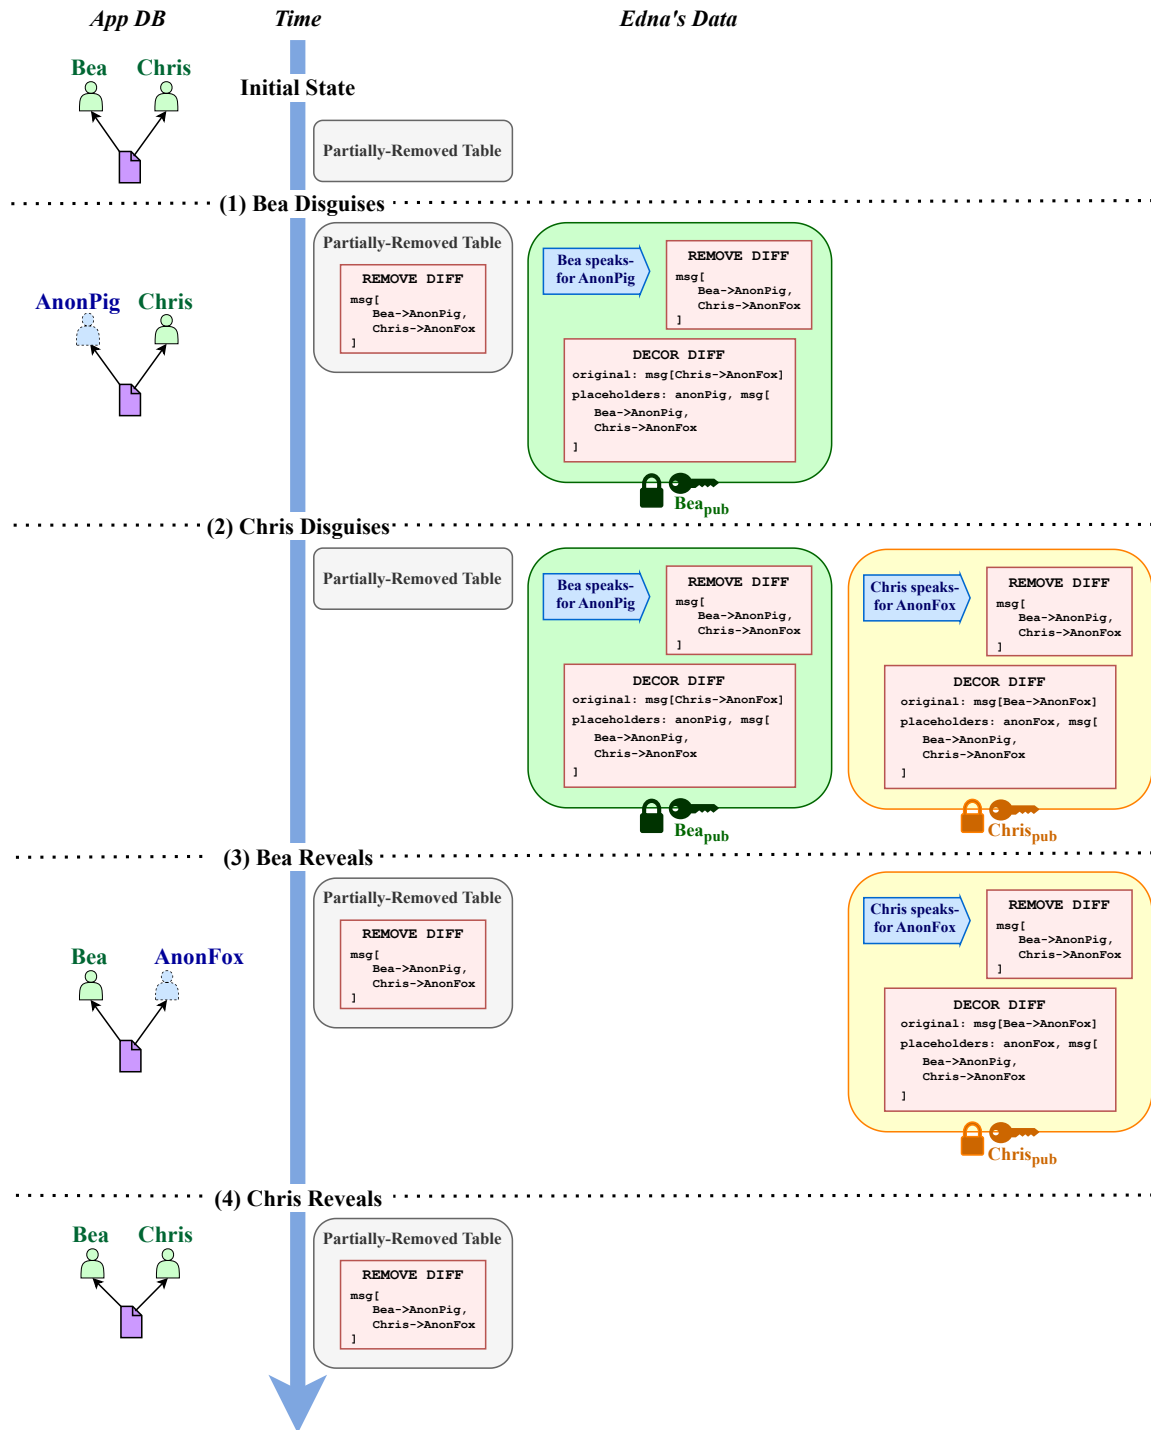 App DB
Time
Edna's Data
Bea
Chris
Initial State
Partially-Removed Table
(1) Bea Disguises
AnonPig
Chris
Partially-Removed Table
REMOVE DIFF
msg[
Bea->AnonPig,
Chris->AnonFox
]
Bea speaks-
for AnonPig
REMOVE DIFF
msg[
Bea->AnonPig,
Chris->AnonFox
]
DECOR DIFF
original: msg[Chris->AnonFox]
placeholders: anonPig, msg[
Bea->AnonPig,
Chris->AnonFox
]
Beapub
(2) Chris Disguises
Partially-Removed Table
Bea speaks-
for AnonPig
REMOVE DIFF
msg[
Bea->AnonPig,
Chris->AnonFox
]
DECOR DIFF
original: msg[Chris->AnonFox]
placeholders: anonPig, msg[
Bea->AnonPig,
Chris->AnonFox
]
Beapub
Chris speaks-
for AnonFox
REMOVE DIFF
msg[
Bea->AnonPig,
Chris->AnonFox
]
DECOR DIFF
original: msg[Bea->AnonFox]
placeholders: anonFox, msg[
Bea->AnonPig,
Chris->AnonFox
]
Chrispub
(3) Bea Reveals
Bea
AnonFox
Partially-Removed Table
REMOVE DIFF
msg[
Bea->AnonPig,
Chris->AnonFox
]
Chris speaks-
for AnonFox
REMOVE DIFF
msg[
Bea->AnonPig,
Chris->AnonFox
]
DECOR DIFF
original: msg[Bea->AnonFox]
placeholders: anonFox, msg[
Bea->AnonPig,
Chris->AnonFox
]
Chrispub
(4) Chris Reveals
Bea
Chris
Partially-Removed Table
REMOVE DIFF
msg[
Bea->AnonPig,
Chris->AnonFox
]